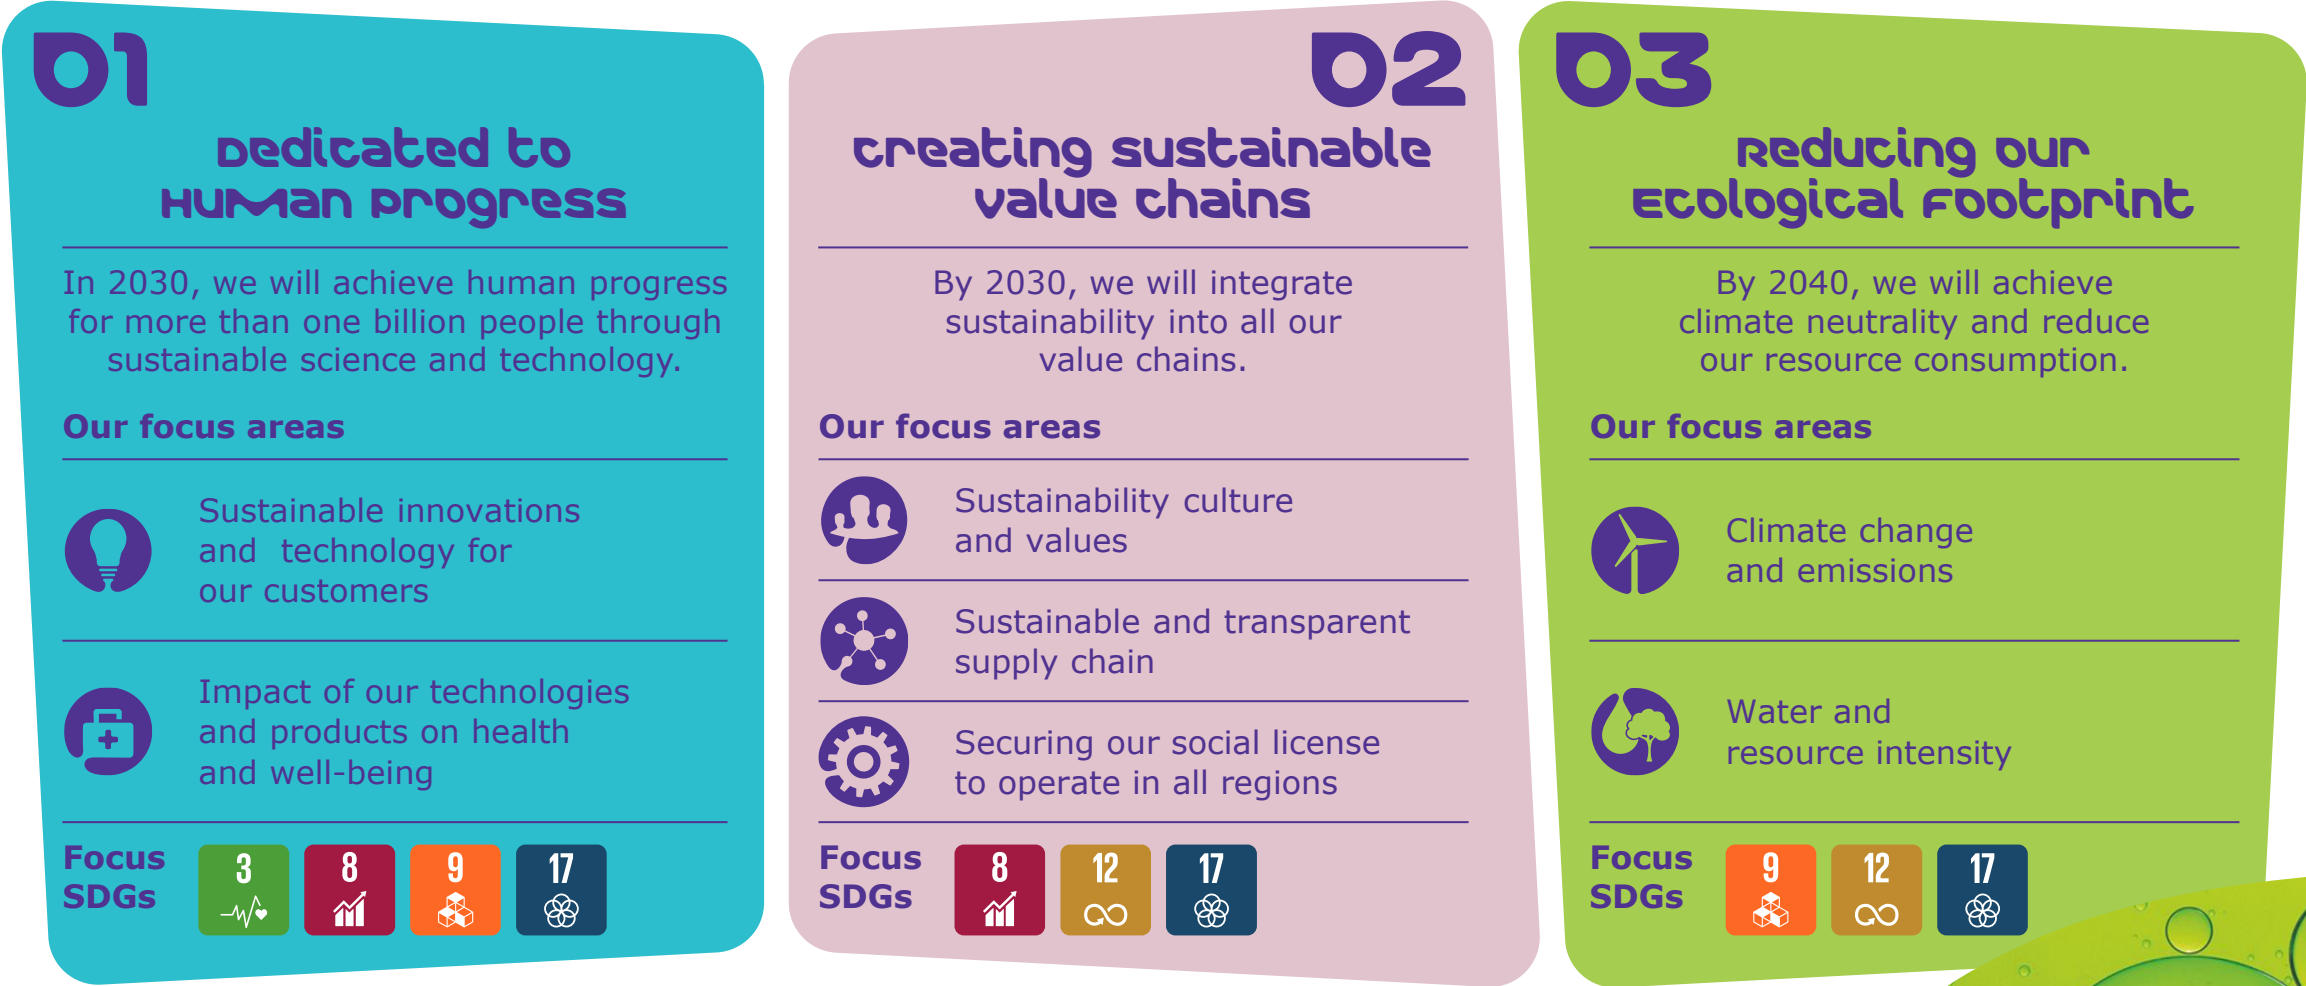 01
Dedicated to
Human Progress
In 2030, we will achieve human progress
for more than one billion people through
sustainable science and technology.
Our focus areas
Sustainable innovations
and technology for
our customers
Impact of our technologies
and products on health
and well-being
Focus
SDGs
3
8
9
17
02
Creating sustainable
value chains
By 2030, we will integrate
sustainability into all our
value chains.
Our focus areas
Sustainability culture
and values
Sustainable and transparent
supply chain
Securing our social license
to operate in all regions
Focus
SDGs
8
12
17
03
Reducing our
Ecological Footprint
By 2040, we will achieve
climate neutrality and reduce
our resource consumption.
Our focus areas
Climate change
and emissions
Water and
resource intensity
Focus
SDGs
9
12
17